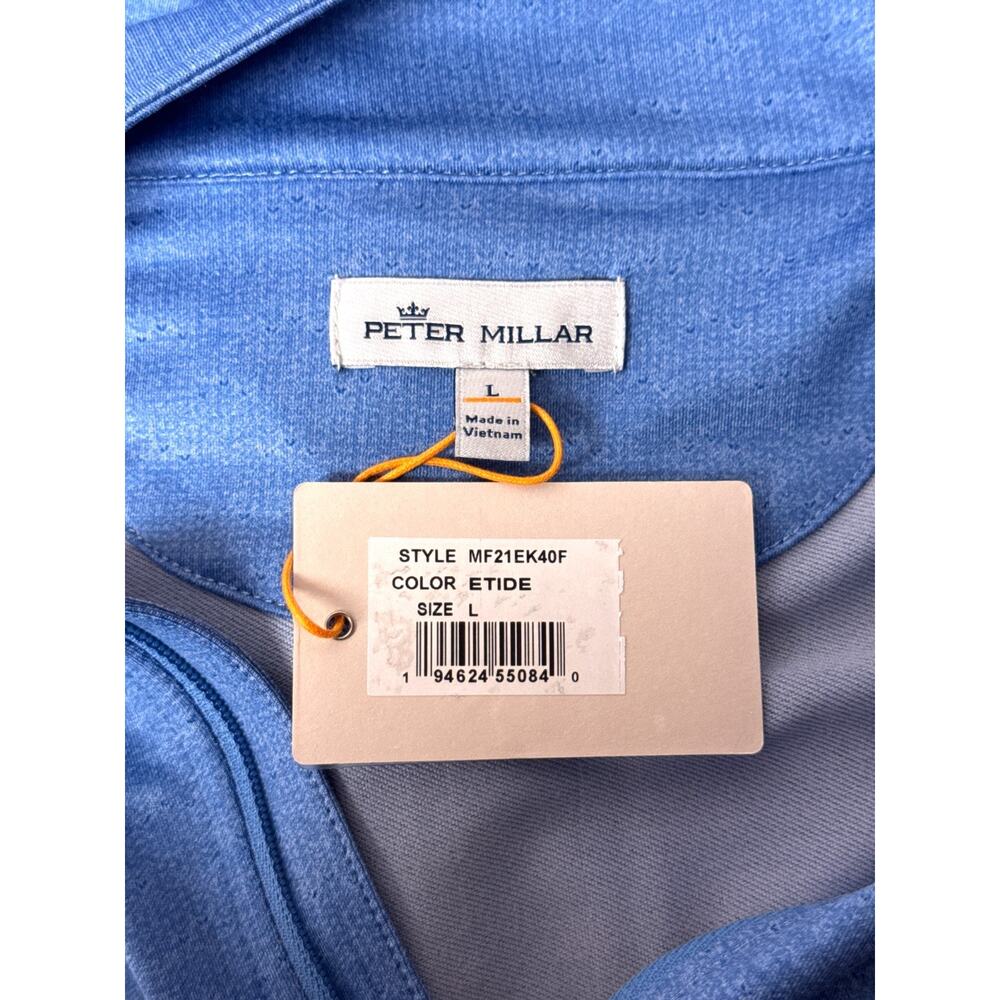 PETER MILLAR
L
Made in
Vietnam
STYLE MF21EK40F
COLOR ETIDE
SIZE L
1 94624 55084 0